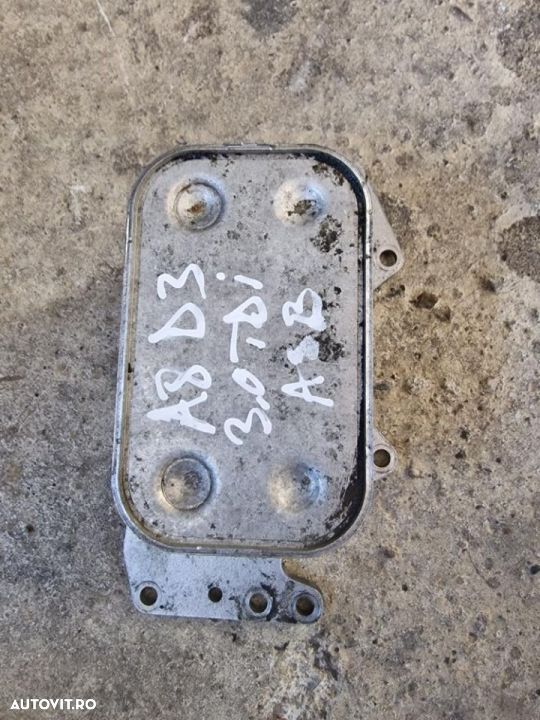 A8 D3
3.0 TDi
ASB
AUTOVIT.RO